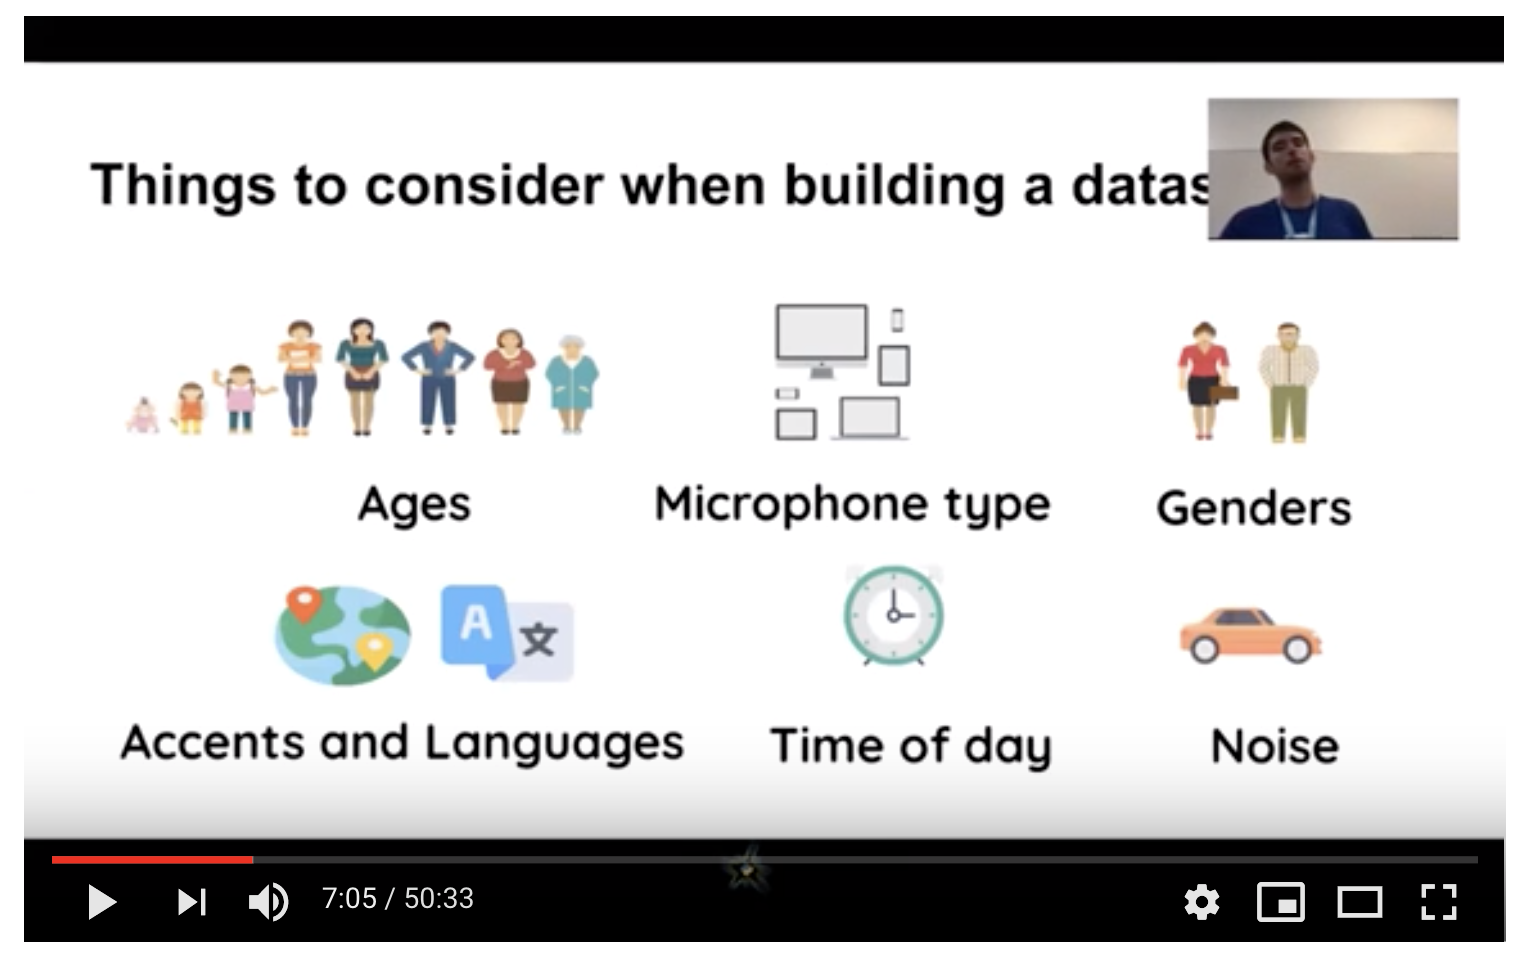 Things to consider when building a datas
Ages
Microphone type
Genders
A 文
Accents and Languages
Time of day
Noise
7:05 / 50:33